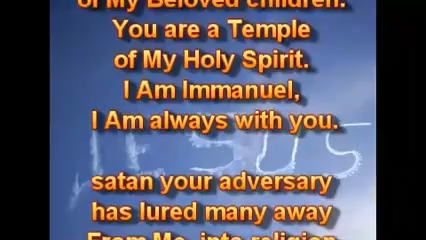 of My Beloved children.
You are a Temple
of My Holy Spirit.
I Am Immanuel,
I Am always with you.
JESUS
satan your adversary
has lured many away
From Me, into religion